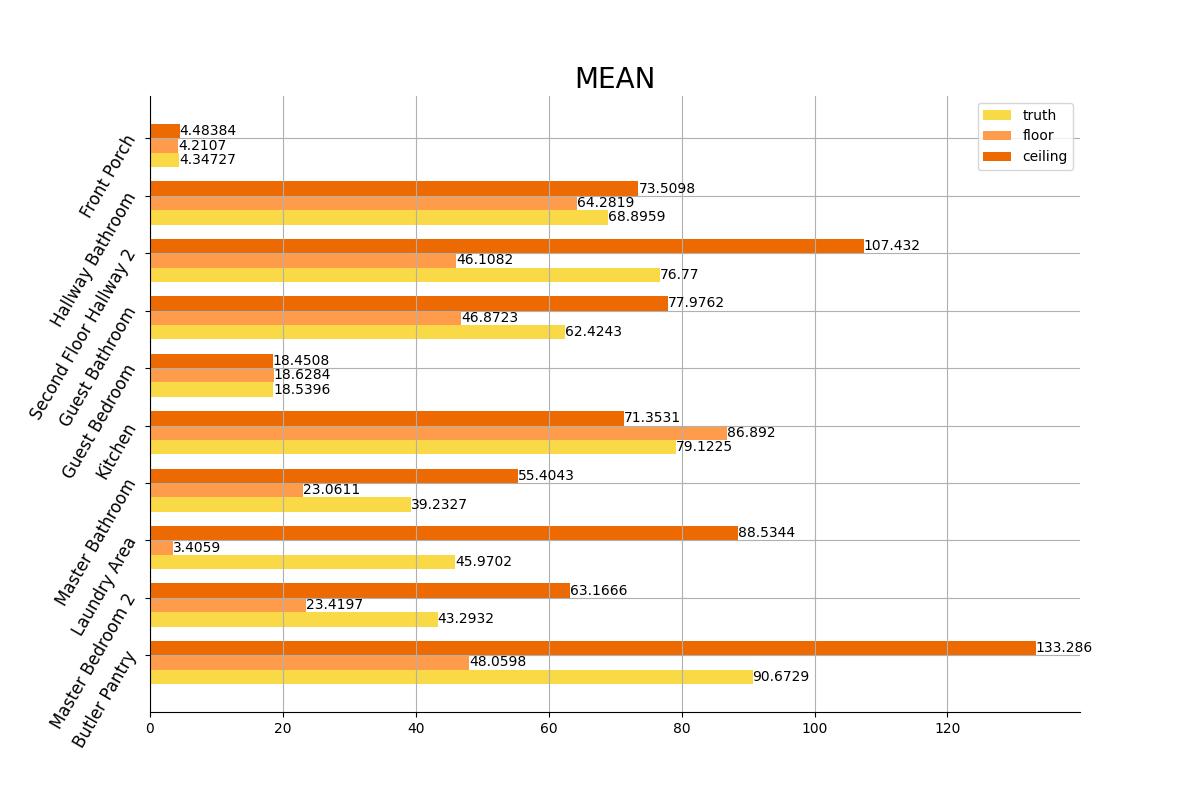 MEAN
truth
floor
ceiling
Front Porch
4.48384
4.2107
4.34727
Hallway Bathroom
73.5098
64.2819
68.8959
Second Floor Hallway 2
107.432
46.1082
76.77
Guest Bathroom
77.9762
46.8723
62.4243
Guest Bedroom
18.4508
18.6284
18.5396
Kitchen
71.3531
86.892
79.1225
Master Bathroom
55.4043
23.0611
39.2327
Laundry Area
88.5344
3.4059
45.9702
Master Bedroom 2
63.1666
23.4197
43.2932
Butler Pantry
133.286
48.0598
90.6729
0 20 40 60 80 100 120